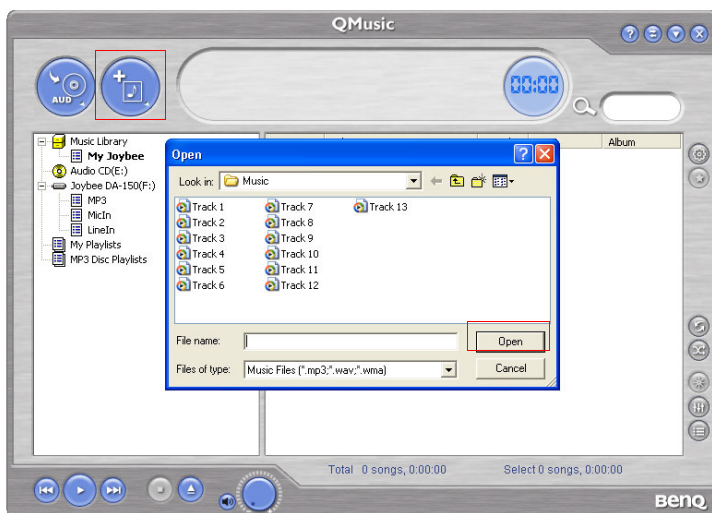 QMusic
AUD
00:00
Music Library
My Joybee
Audio CD(E:)
Joybee DA-150(F:)
MP3
MicIn
LineIn
My Playlists
MP3 Disc Playlists
Album
Open
Look in: Music
Track 1 Track 7 Track 13
Track 2 Track 8
Track 3 Track 9
Track 4 Track 10
Track 5 Track 11
Track 6 Track 12
File name: Open
Files of type: Music Files (*.mp3;*.wav;*.wma) Cancel
Total 0 songs, 0:00:00 Select 0 songs, 0:00:00
BenQ